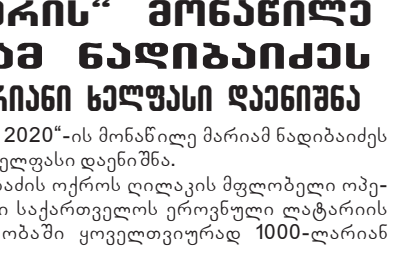 ერის“ მონაწილე
ამ ნადიბაიძეს
რიანი ხელფასი დაენიშნა
2020“-ის მონაწილე მარიამ ნადიბაიძეს
ელფასი დაენიშნა.
აძის ოქროს ღილაკის მფლობელი ოპე-
ი საქართველოს ეროვნული ლატარიის
ობაში ყოველთვიურად 1000-ლარიან